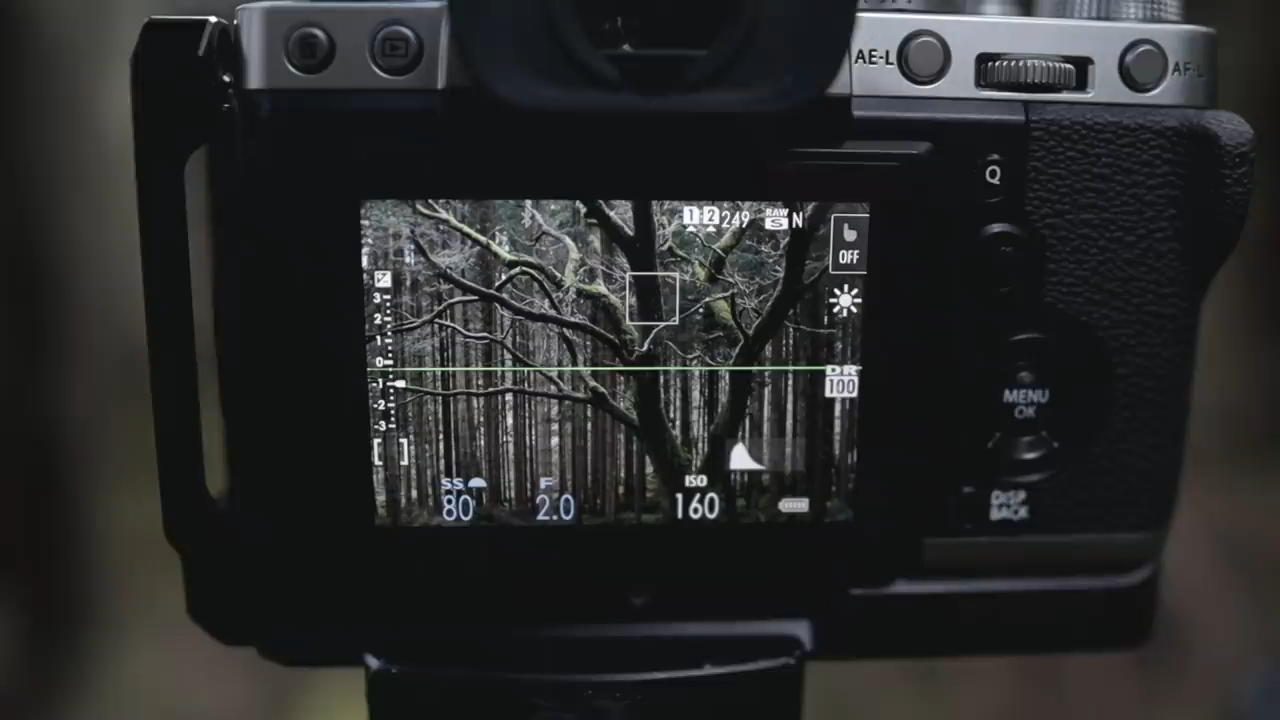 AE-L
AF-L
Q
1 2 249 RAW S N
OFF
3
2
1
0
-1
-2
-3
DR
100
MENU
OK
SS F ISO
80 2.0 160
DISP
BACK